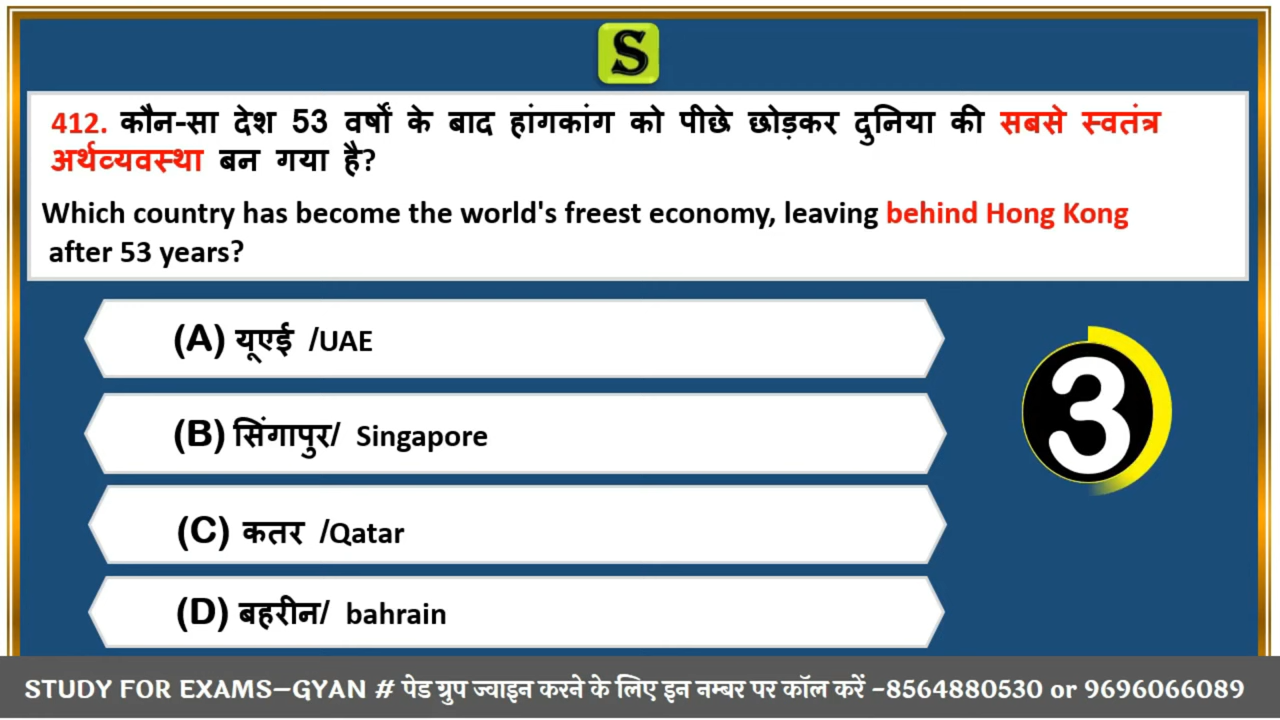 S
412. कौन-सा देश 53 वर्षों के बाद हांगकांग को पीछे छोड़कर दुनिया की सबसे स्वतंत्र
अर्थव्यवस्था बन गया है?
Which country has become the world's freest economy, leaving behind Hong Kong
after 53 years?
(A) यूएई /UAE
(B) सिंगापुर/ Singapore
3
(C) कतर /Qatar
(D) बहरीन/ bahrain
STUDY FOR EXAMS–GYAN # पेड ग्रुप ज्वाइन करने के लिए इन नम्बर पर कॉल करें -8564880530 or 9696066089